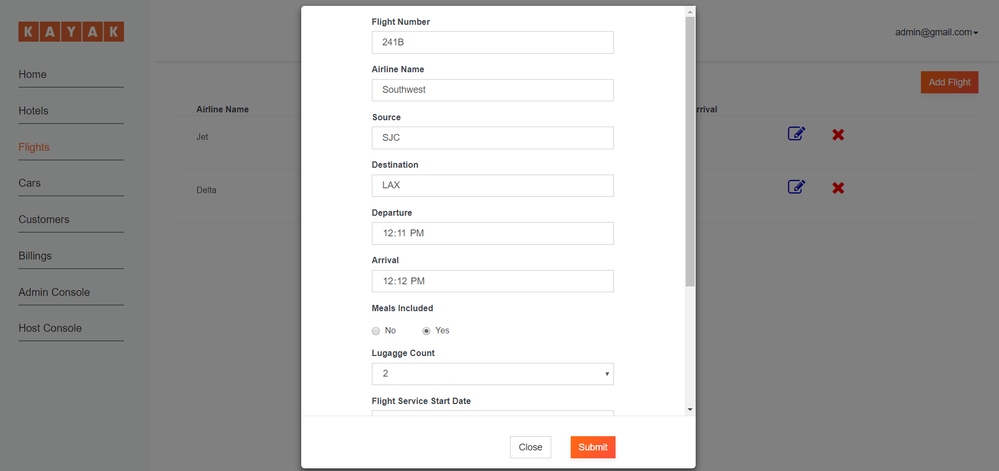 KAYAK
Home
Hotels
Flights
Cars
Customers
Billings
Admin Console
Host Console
admin@gmail.com
Add Flight
Airline Name
rrival
Jet
Delta
Flight Number
241B
Airline Name
Southwest
Source
SJC
Destination
LAX
Departure
12:11 PM
Arrival
12:12 PM
Meals Included
No Yes
Lugagge Count
2
Flight Service Start Date
Close Submit